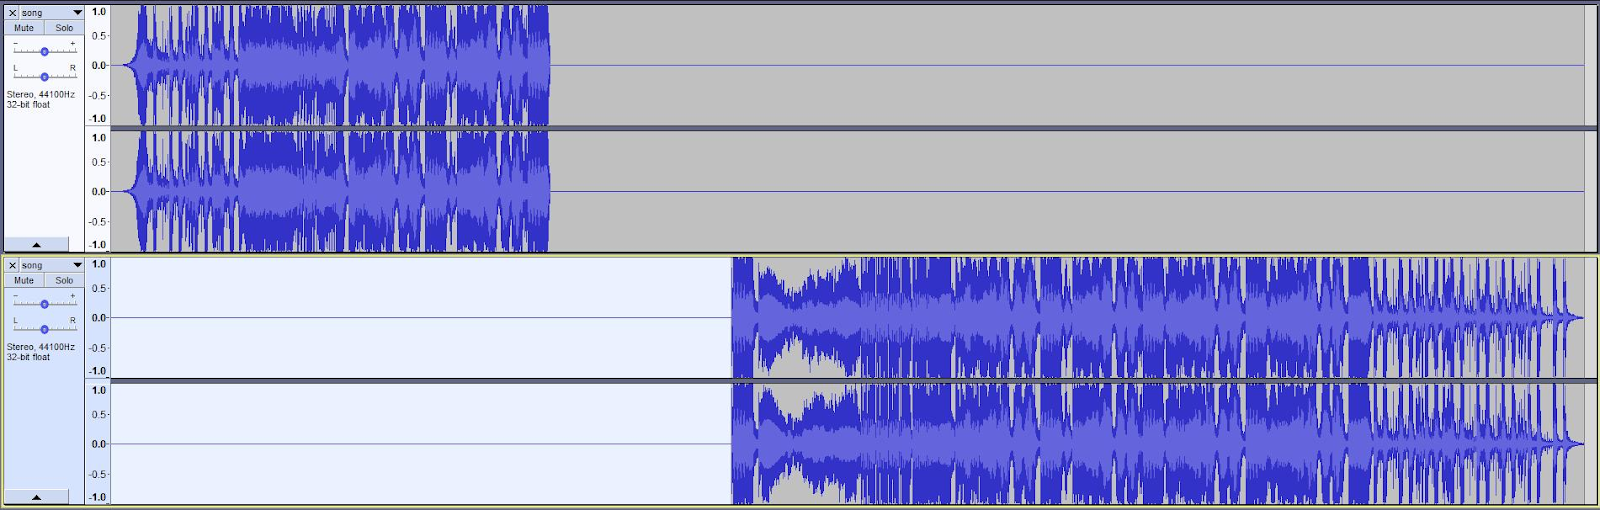 × song ▼
Mute Solo
- +
L R
Stereo, 44100Hz
32-bit float
▲
1.0
0.5-
0.0-
-0.5-
-1.0
1.0
0.5-
0.0-
-0.5-
-1.0
× song ▼
Mute Solo
- +
L R
Stereo, 44100Hz
32-bit float
▲
1.0
0.5-
0.0-
-0.5-
-1.0
1.0
0.5-
0.0-
-0.5-
-1.0